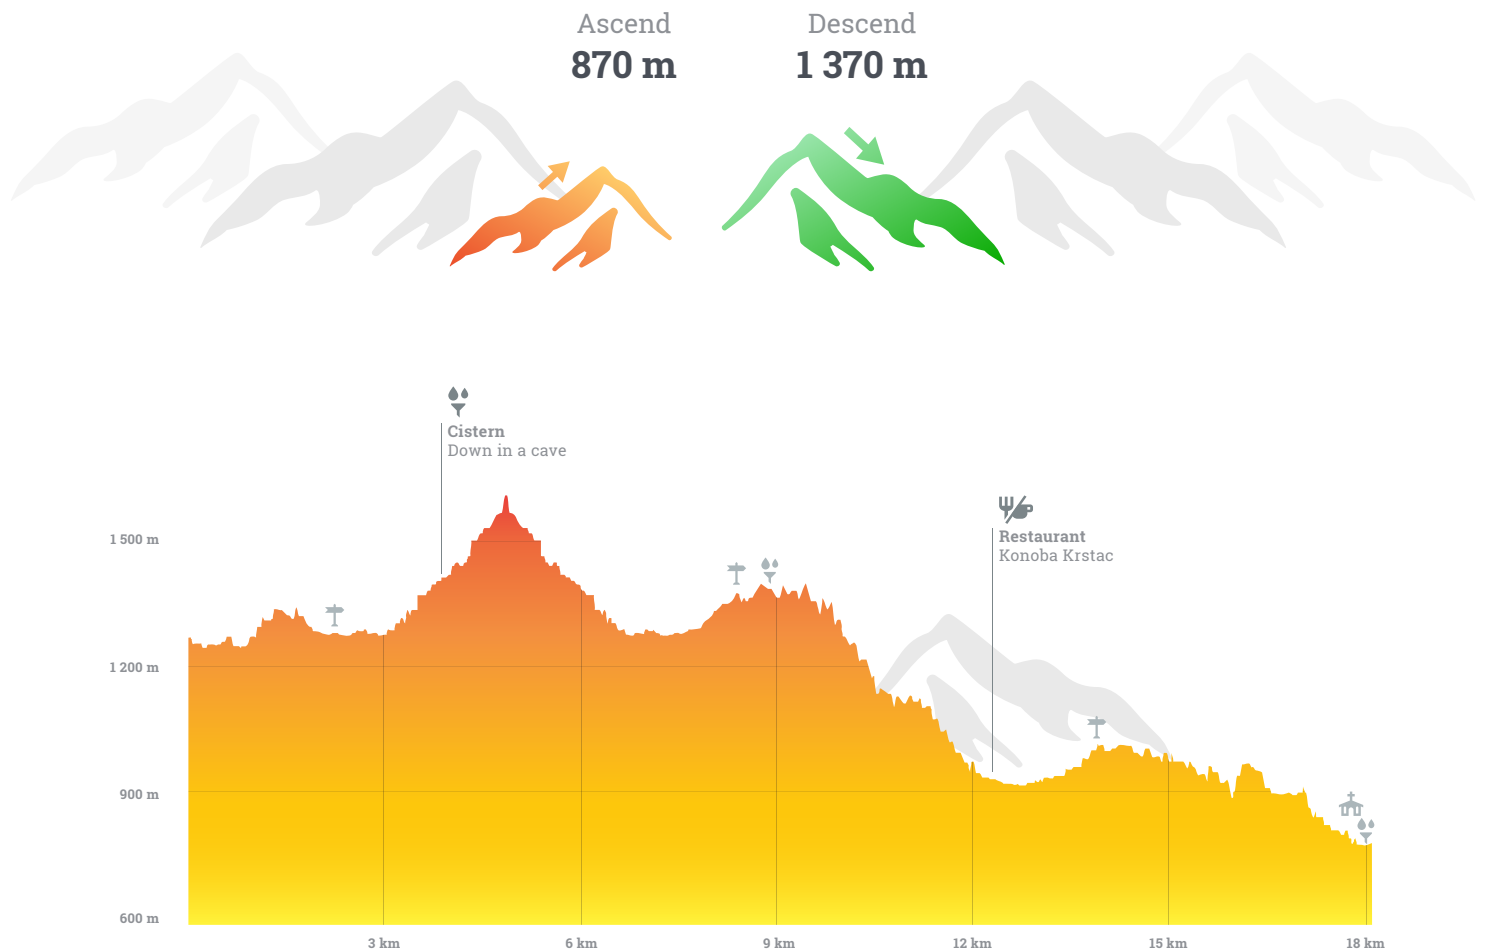 Ascend
870 m
Descend
1 370 m
Cistern
Down in a cave
Restaurant
Konoba Krstac
1 500 m
1 200 m
900 m
600 m
3 km
6 km
9 km
12 km
15 km
18 km